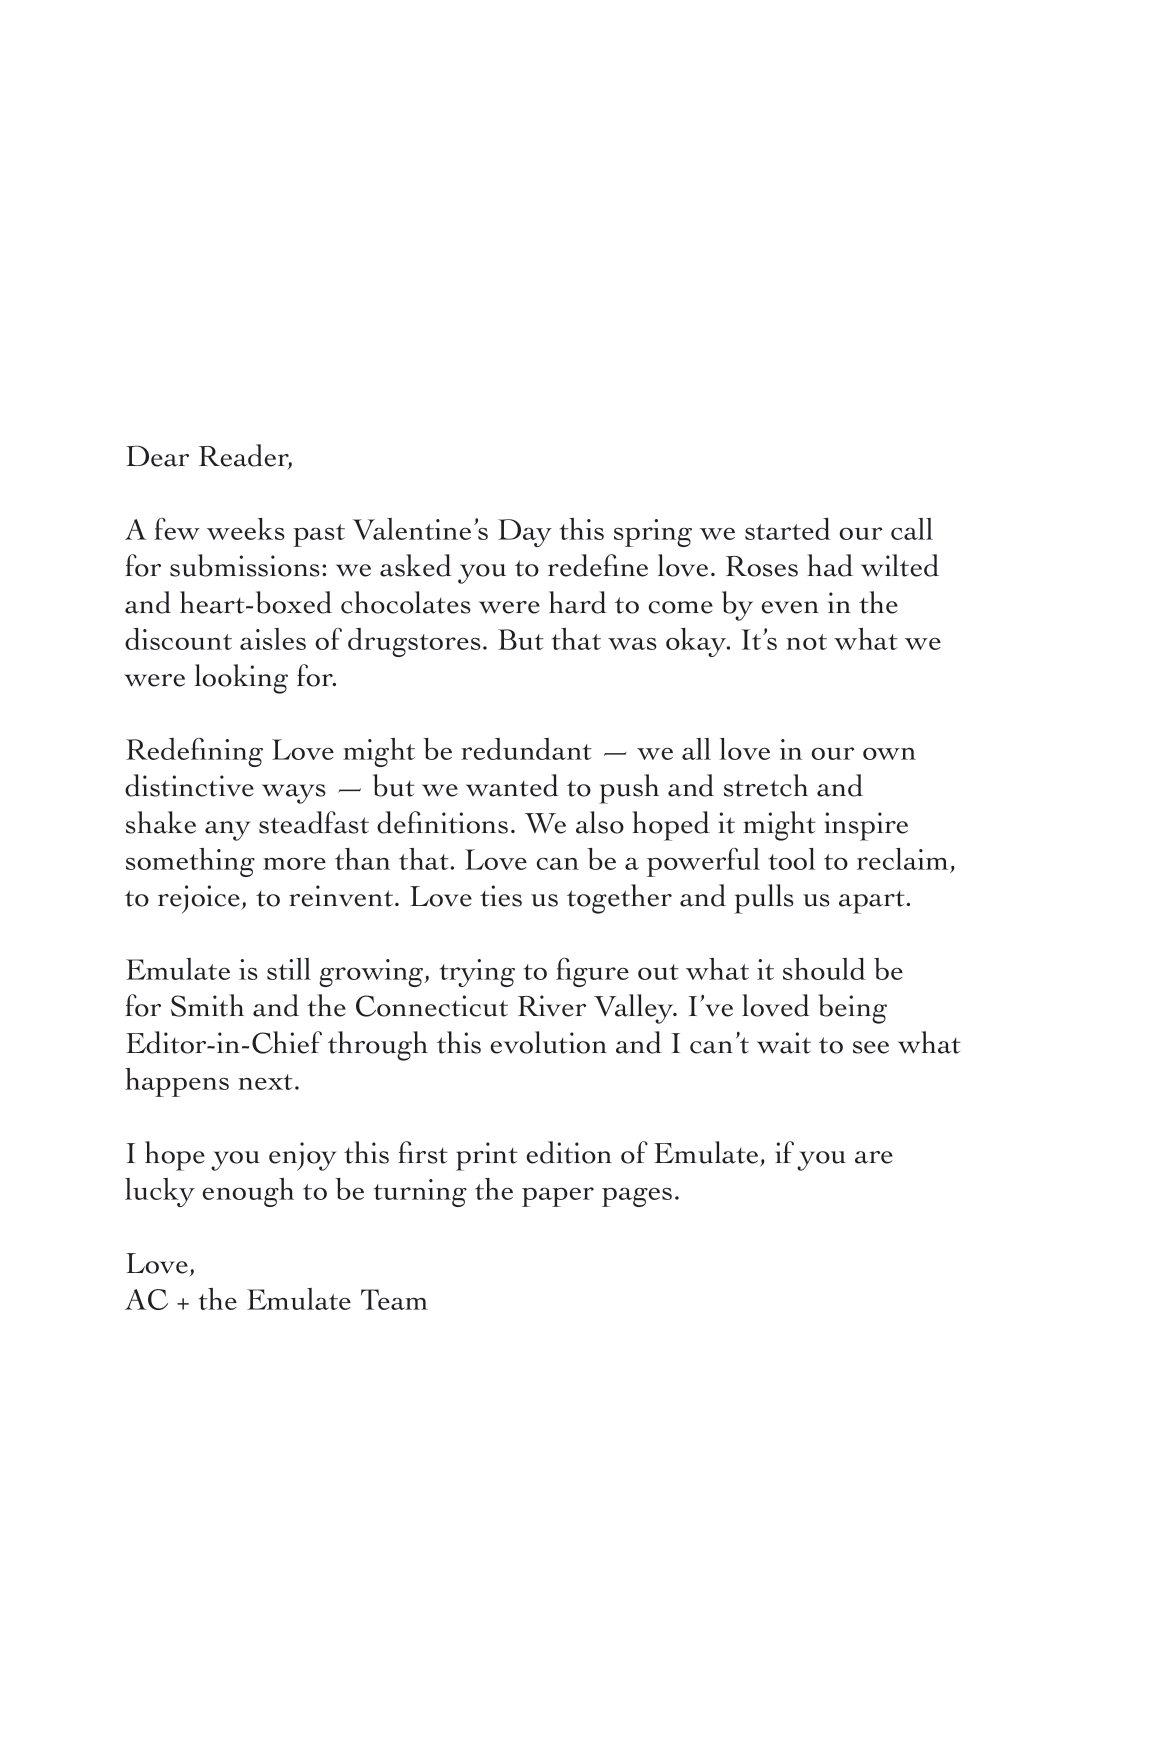 Dear Reader,
A few weeks past Valentine’s Day this spring we started our call
for submissions: we asked you to redefine love. Roses had wilted
and heart-boxed chocolates were hard to come by even in the
discount aisles of drugstores. But that was okay. It’s not what we
were looking for.
Redefining Love might be redundant — we all love in our own
distinctive ways — but we wanted to push and stretch and
shake any steadfast definitions. We also hoped it might inspire
something more than that. Love can be a powerful tool to reclaim,
to rejoice, to reinvent. Love ties us together and pulls us apart.
Emulate is still growing, trying to figure out what it should be
for Smith and the Connecticut River Valley. I’ve loved being
Editor-in-Chief through this evolution and I can’t wait to see what
happens next.
I hope you enjoy this first print edition of Emulate, if you are
lucky enough to be turning the paper pages.
Love,
AC + the Emulate Team